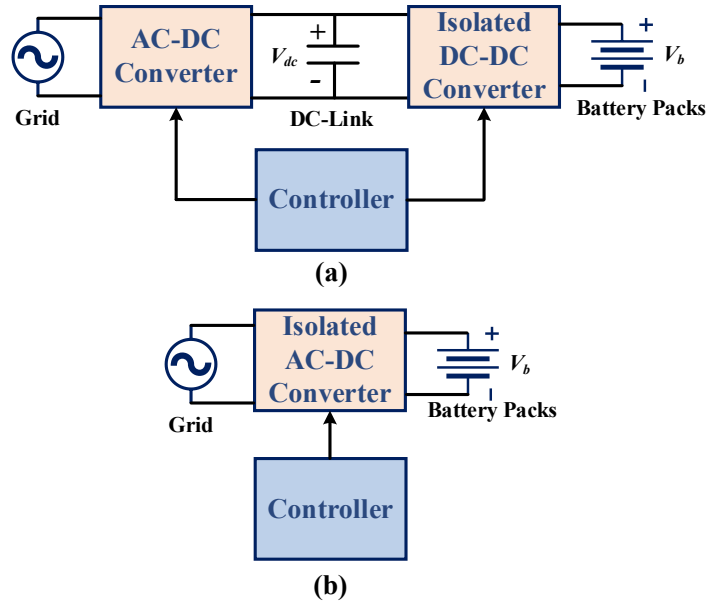 AC-DC
Converter
+
V_dc
-
Isolated
DC-DC
Converter
+
V_b
Grid
DC-Link
Battery Packs
Controller
(a)
Isolated
AC-DC
Converter
+
V_b
Grid
Battery Packs
Controller
(b)